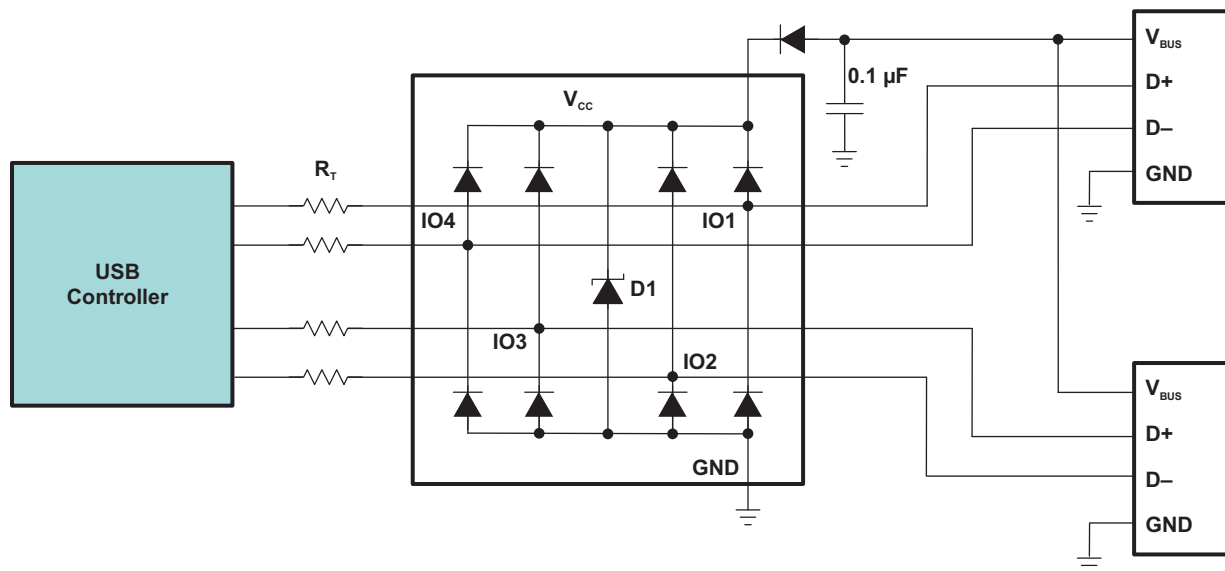 V_BUS
D+
D–
GND
0.1 µF
V_CC
R_T
IO4
IO1
USB
Controller
D1
IO3
IO2
GND
V_BUS
D+
D–
GND